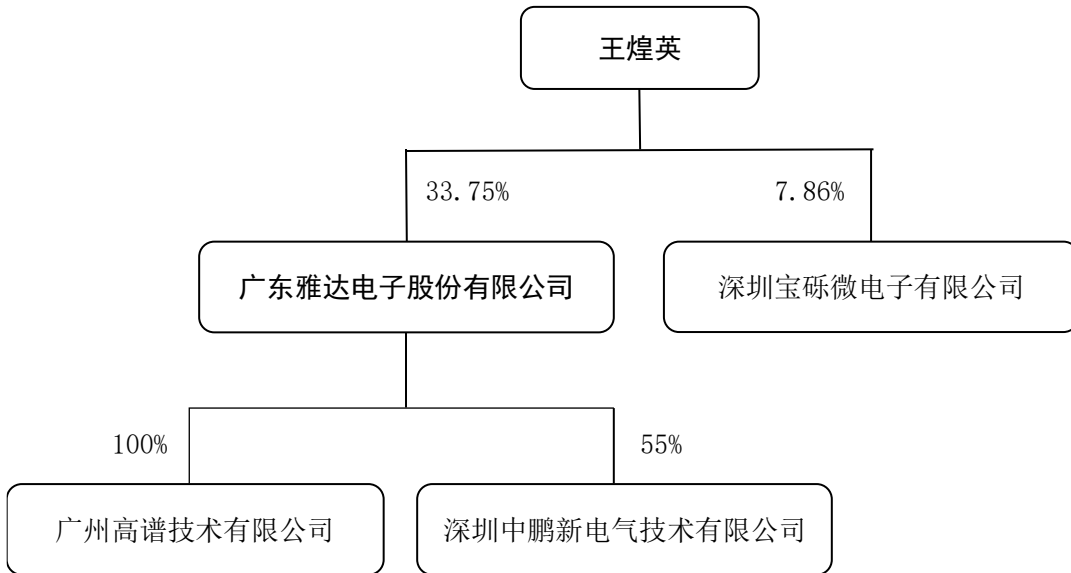 王煌英
33.75%
7.86%
广东雅达电子股份有限公司
深圳宝砾微电子有限公司
100%
55%
广州高谱技术有限公司
深圳中鹏新电气技术有限公司